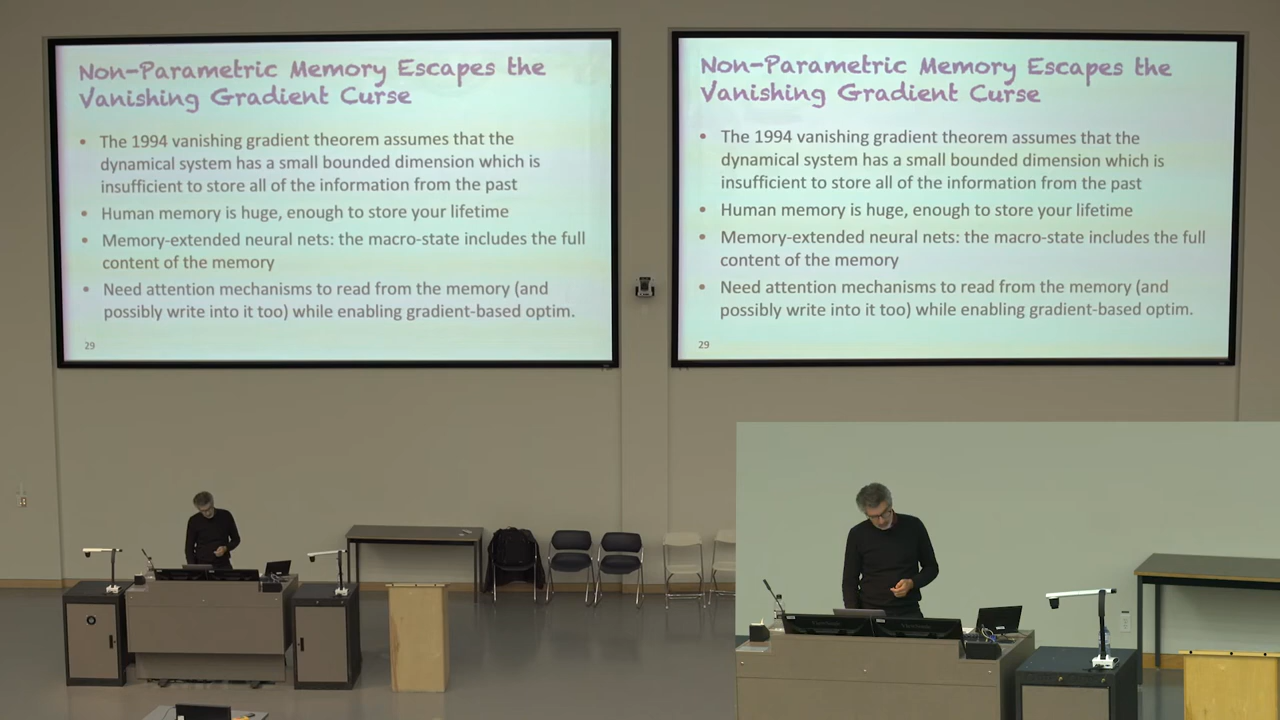 Non-Parametric Memory Escapes the
Vanishing Gradient Curse
• The 1994 vanishing gradient theorem assumes that the
dynamical system has a small bounded dimension which is
insufficient to store all of the information from the past
• Human memory is huge, enough to store your lifetime
• Memory-extended neural nets: the macro-state includes the full
content of the memory
• Need attention mechanisms to read from the memory (and
possibly write into it too) while enabling gradient-based optim.
29
Non-Parametric Memory Escapes the
Vanishing Gradient Curse
• The 1994 vanishing gradient theorem assumes that the
dynamical system has a small bounded dimension which is
insufficient to store all of the information from the past
• Human memory is huge, enough to store your lifetime
• Memory-extended neural nets: the macro-state includes the full
content of the memory
• Need attention mechanisms to read from the memory (and
possibly write into it too) while enabling gradient-based optim.
29